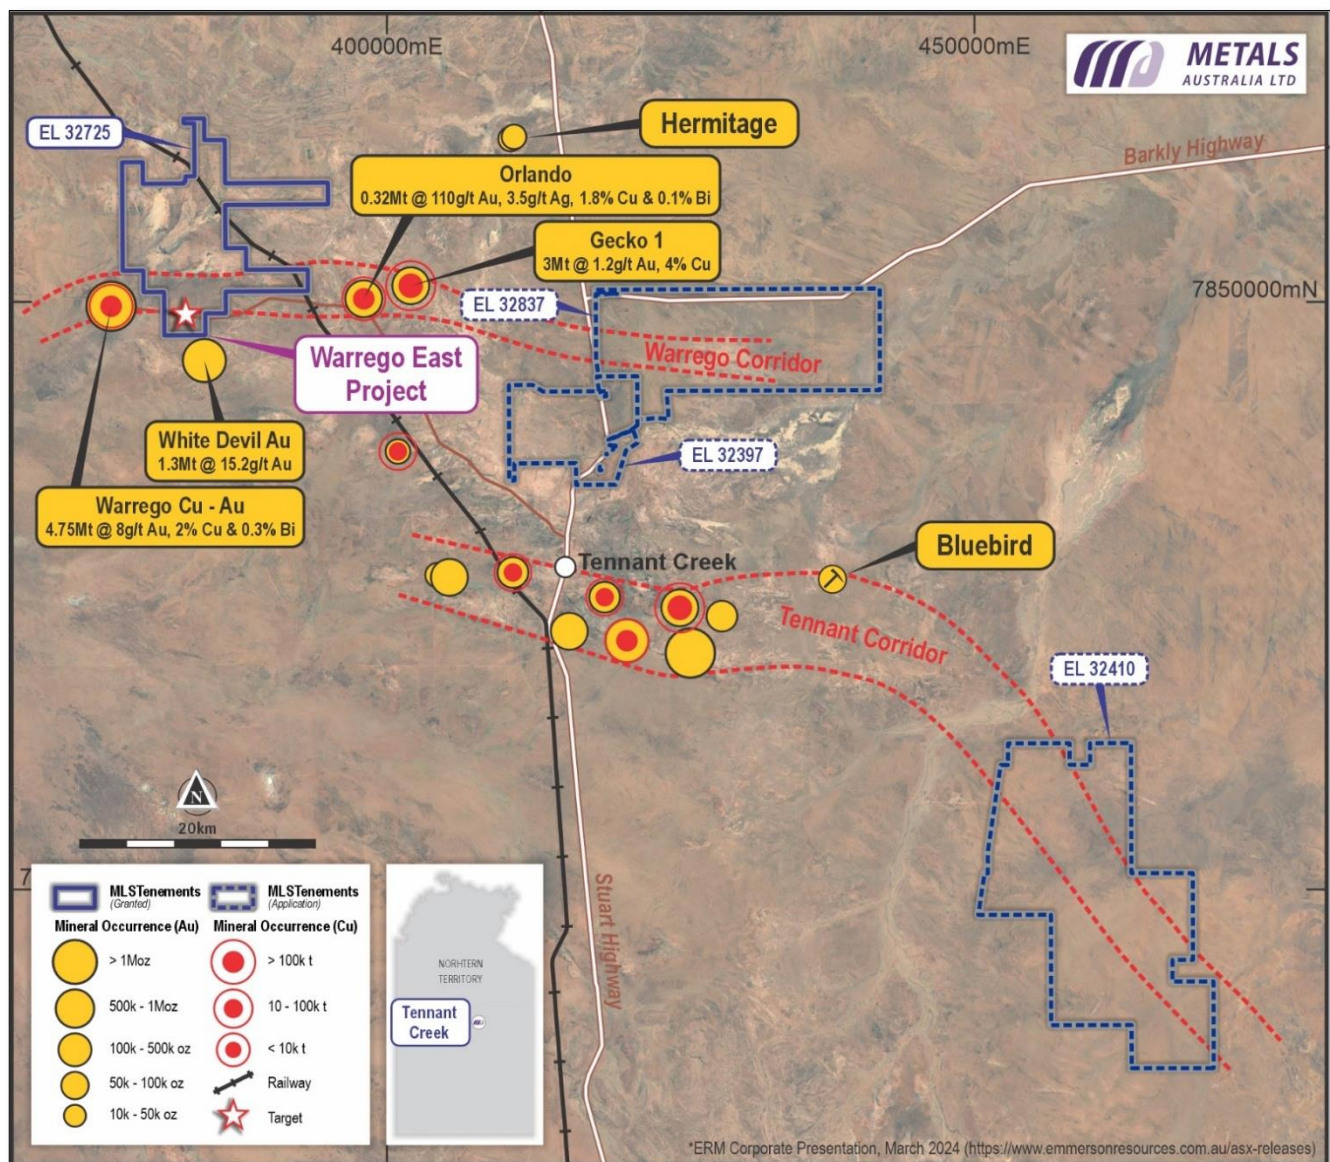 400000mE
450000mE
METALS
AUSTRALIA LTD
EL 32725
Hermitage
Barkly Highway
Orlando
0.32Mt @ 110g/t Au, 3.5g/t Ag, 1.8% Cu & 0.1% Bi
Gecko 1
3Mt @ 1.2g/t Au, 4% Cu
EL 32837
7850000mN
Warrego East
Project
Warrego Corridor
White Devil Au
1.3Mt @ 15.2g/t Au
EL 32397
Warrego Cu - Au
4.75Mt @ 8g/t Au, 2% Cu & 0.3% Bi
Bluebird
Tennant Creek
Tennant Corridor
EL 32410
N
20km
7
Stuart Highway
MLSTenements
(Granted)
MLSTenements
(Application)
Mineral Occurrence (Au)
Mineral Occurrence (Cu)
> 1Moz
> 100k t
500k - 1Moz
10 - 100k t
100k - 500k oz
< 10k t
50k - 100k oz
Railway
10k - 50k oz
Target
NORHTERN
TERRITORY
Tennant
Creek
*ERM Corporate Presentation, March 2024 (https://www.emmersonresources.com.au/asx-releases)